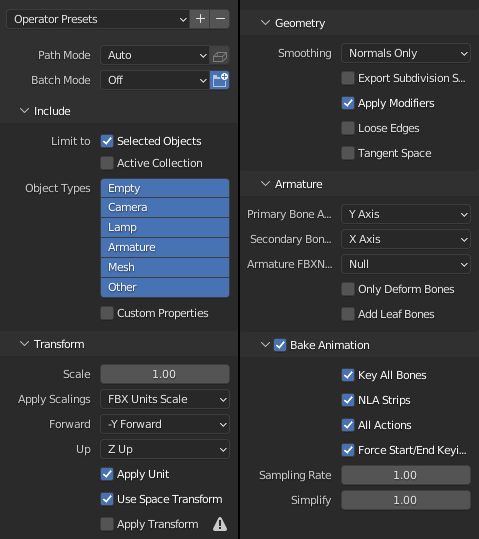 Operator Presets
Path Mode Auto
Batch Mode Off
Include
Limit to Selected Objects
Active Collection
Object Types Empty
Camera
Lamp
Armature
Mesh
Other
Custom Properties
Transform
Scale 1.00
Apply Scalings FBX Units Scale
Forward -Y Forward
Up Z Up
Apply Unit
Use Space Transform
Apply Transform
Geometry
Smoothing Normals Only
Export Subdivision S...
Apply Modifiers
Loose Edges
Tangent Space
Armature
Primary Bone A... Y Axis
Secondary Bon... X Axis
Armature FBXN... Null
Only Deform Bones
Add Leaf Bones
Bake Animation
Key All Bones
NLA Strips
All Actions
Force Start/End Keyi...
Sampling Rate 1.00
Simplify 1.00